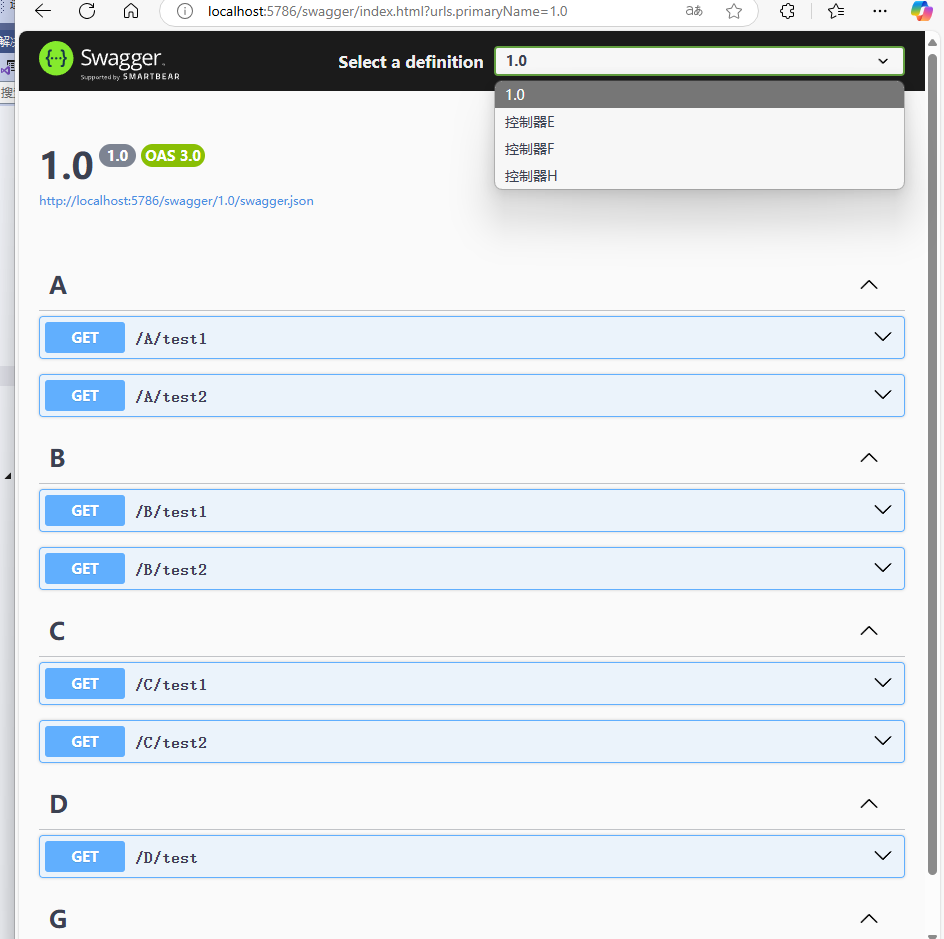 localhost:5786/swagger/index.html?urls.primaryName=1.0
解决
搜
Swagger.
Supported by SMARTBEAR
Select a definition
1.0
1.0
控制器E
控制器F
控制器H
1.0 1.0 OAS 3.0
http://localhost:5786/swagger/1.0/swagger.json
A
GET /A/test1
GET /A/test2
B
GET /B/test1
GET /B/test2
C
GET /C/test1
GET /C/test2
D
GET /D/test
G